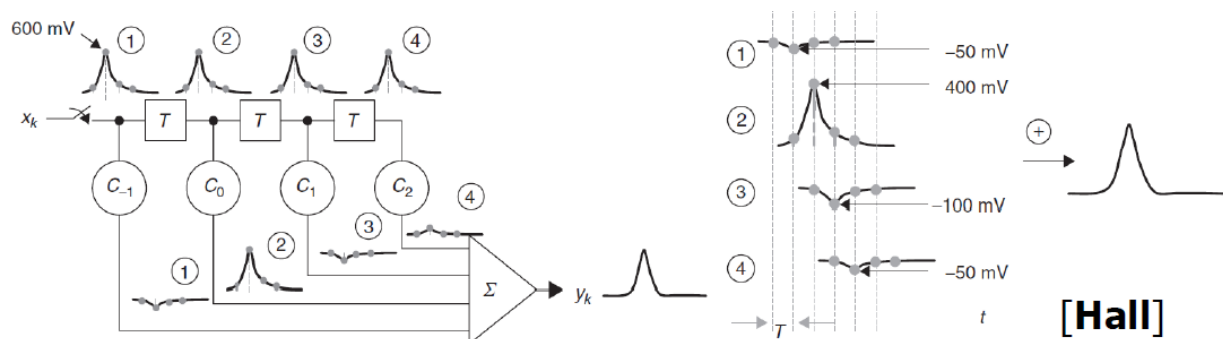 600 mV
1
2
3
4
x_k
T
T
T
C_{-1}
C_0
C_1
C_2
1
2
3
4
Σ
y_k
1
−50 mV
400 mV
2
+
3
−100 mV
4
−50 mV
T
t
[Hall]